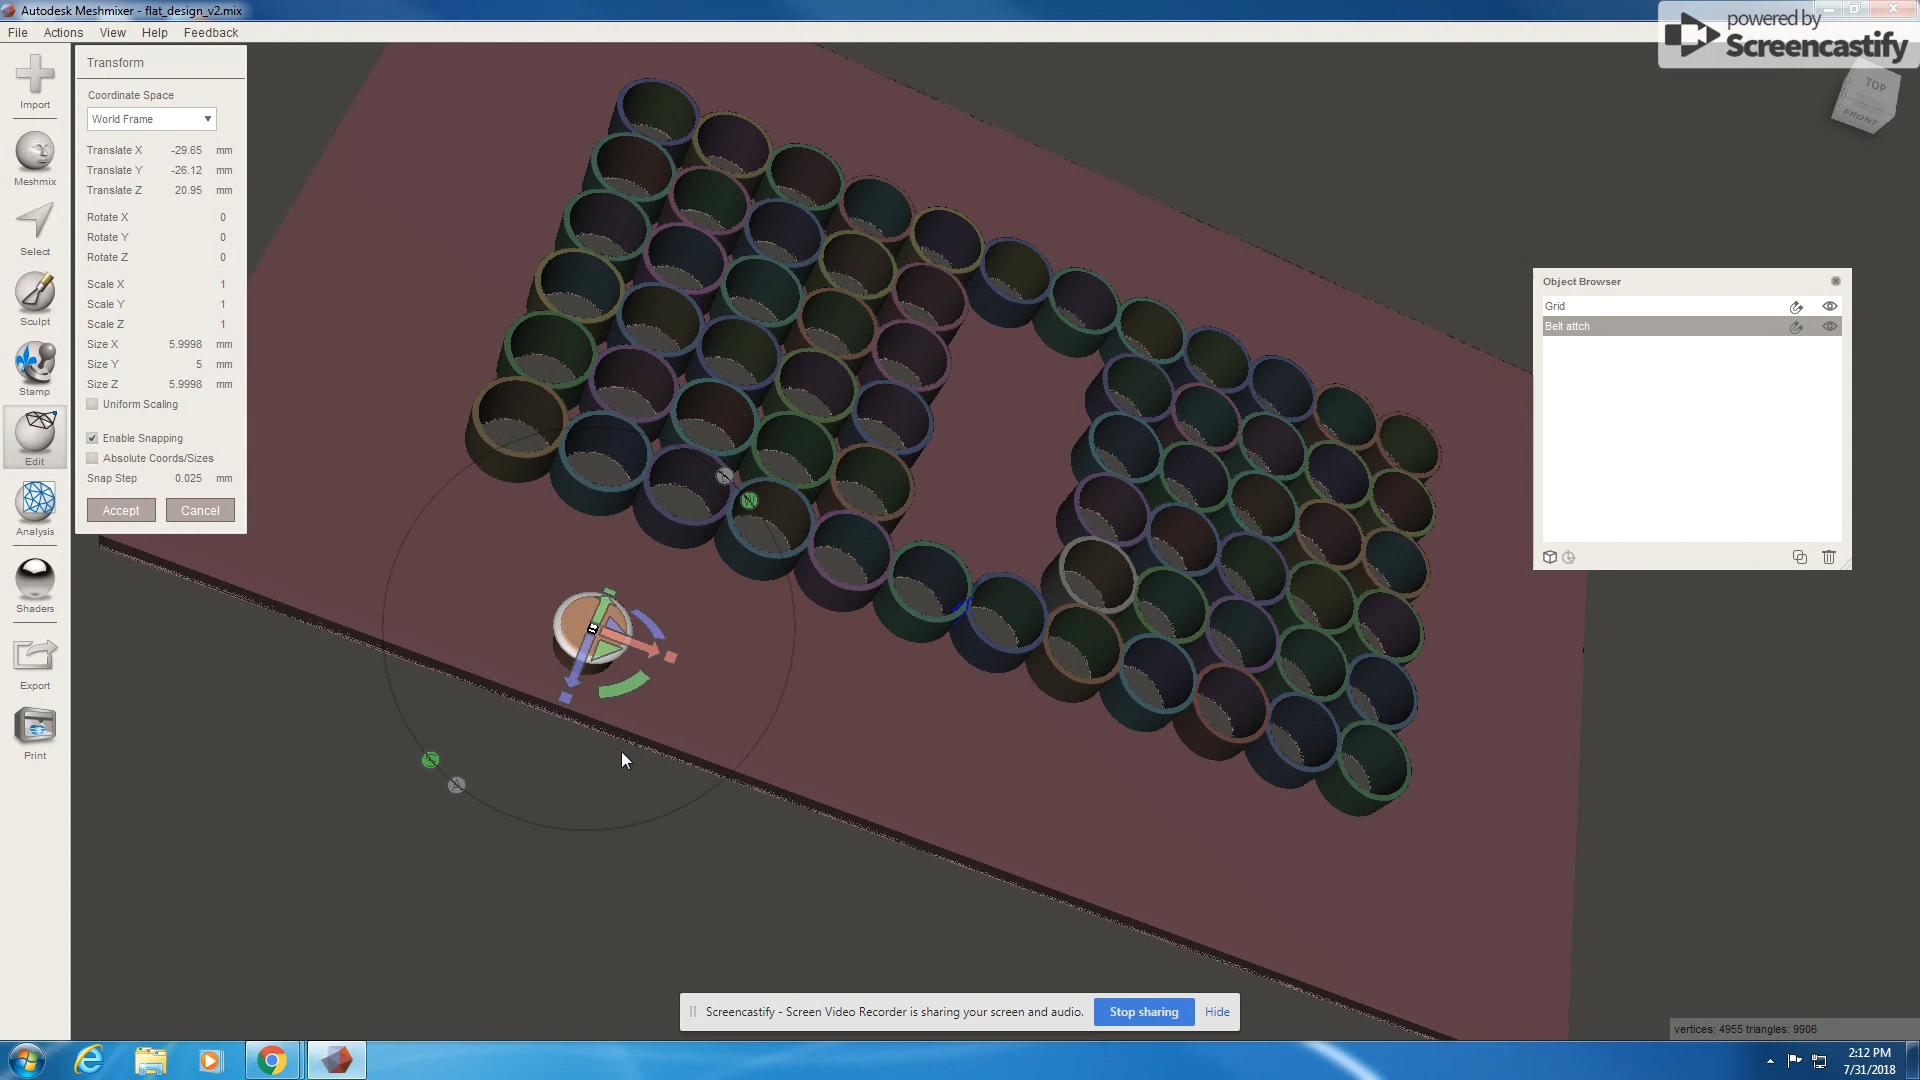 Autodesk Meshmixer - flat_design_v2.mix
File Actions View Help Feedback
powered by
Screencastify
TOP
FRONT
Import
Meshmix
Select
Sculpt
Stamp
Edit
Analysis
Shaders
Export
Print
Transform
Coordinate Space
World Frame
Translate X -29.65 mm
Translate Y -26.12 mm
Translate Z 20.95 mm
Rotate X 0
Rotate Y 0
Rotate Z 0
Scale X 1
Scale Y 1
Scale Z 1
Size X 5.9998 mm
Size Y 5 mm
Size Z 5.9998 mm
Uniform Scaling
Enable Snapping
Absolute Coords/Sizes
Snap Step 0.025 mm
Accept Cancel
Object Browser
Grid
Belt attch
Screencastify - Screen Video Recorder is sharing your screen and audio. Stop sharing Hide
vertices: 4955 triangles: 9906
2:12 PM
7/31/2018